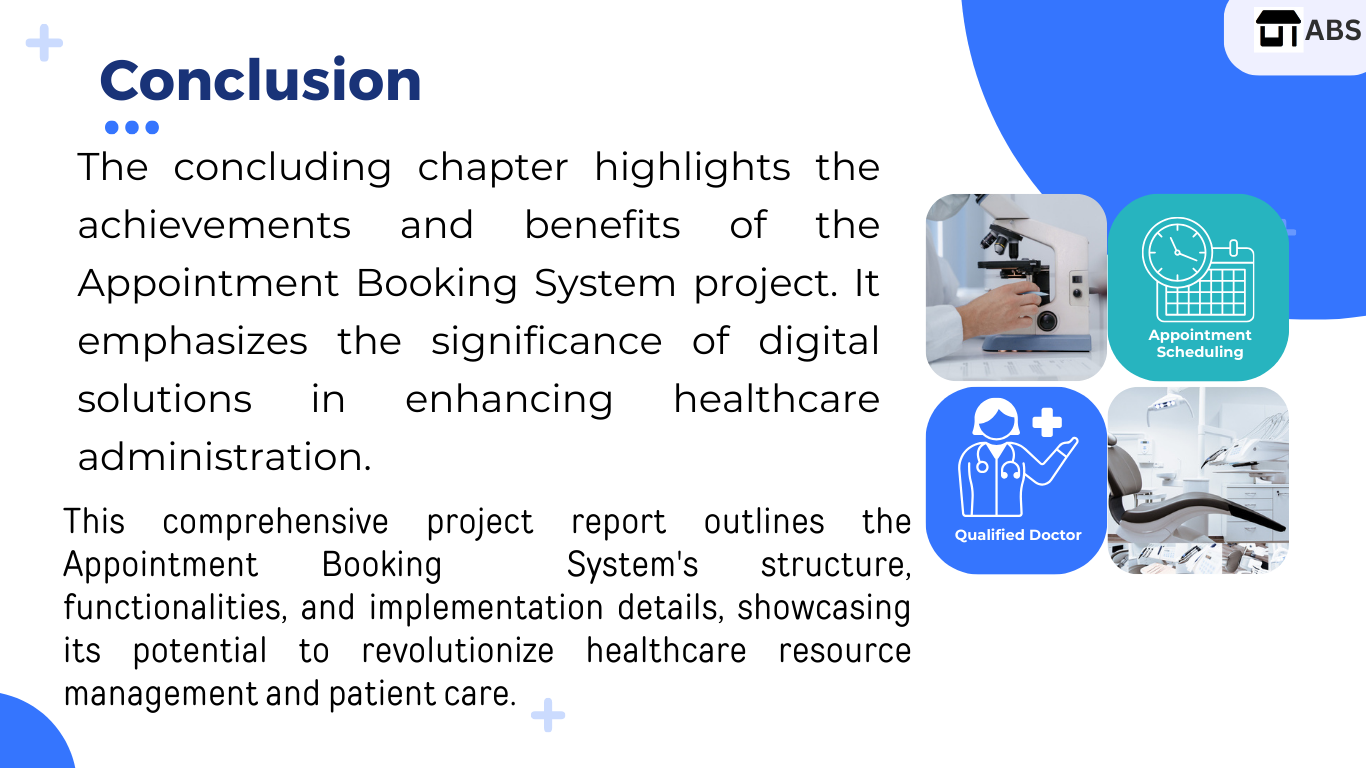 ABS
Conclusion
The concluding chapter highlights the
achievements and benefits of the
Appointment Booking System project. It
emphasizes the significance of digital
solutions in enhancing healthcare
administration.
This comprehensive project report outlines the
Appointment Booking System's structure,
functionalities, and implementation details, showcasing
its potential to revolutionize healthcare resource
management and patient care.
Appointment
Scheduling
Qualified Doctor